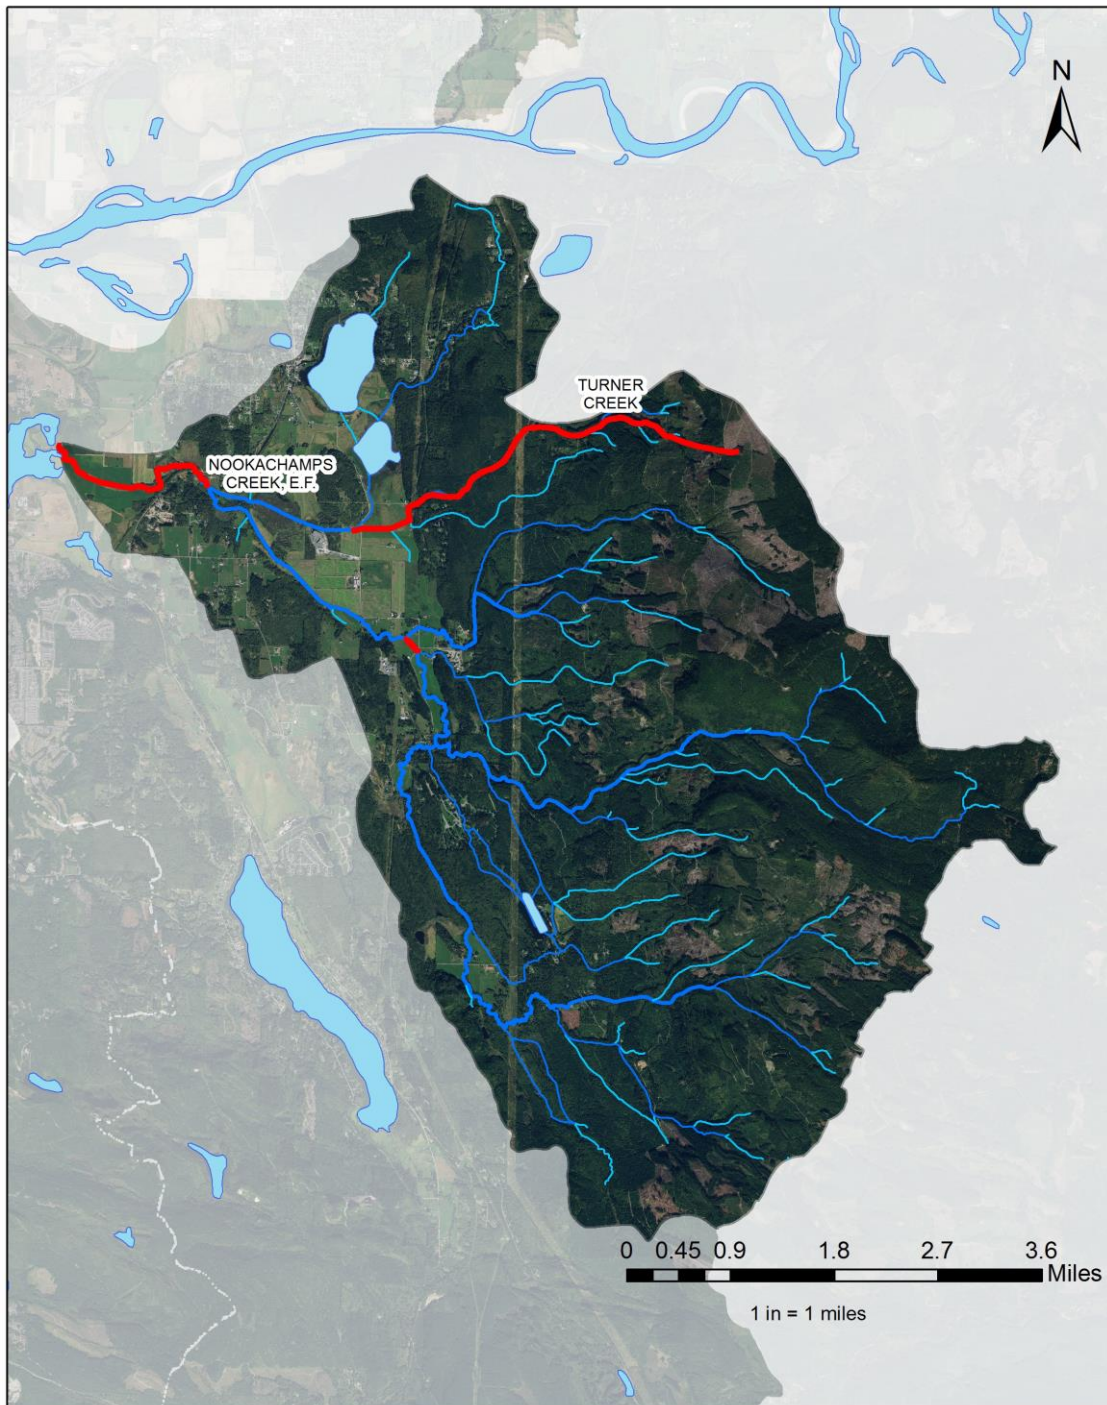 N
TURNER
CREEK
NOOKACHAMPS
CREEK, E.F.
0 0.45 0.9 1.8 2.7 3.6
Miles
1 in = 1 miles